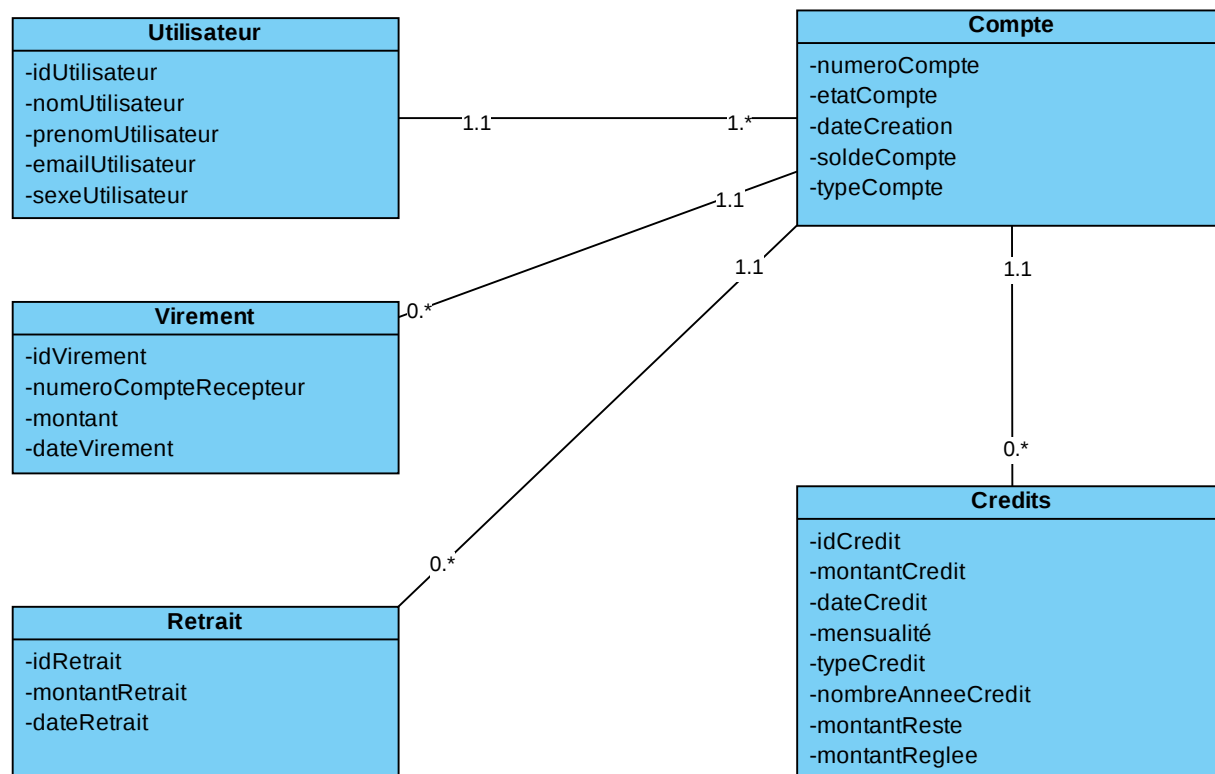 Utilisateur
-idUtilisateur
-nomUtilisateur
-prenomUtilisateur
-emailUtilisateur
-sexeUtilisateur
1.1
1.*
Compte
-numeroCompte
-etatCompte
-dateCreation
-soldeCompte
-typeCompte
1.1
0.*
1.1
0.*
1.1
0.*
Virement
-idVirement
-numeroCompteRecepteur
-montant
-dateVirement
Retrait
-idRetrait
-montantRetrait
-dateRetrait
Credits
-idCredit
-montantCredit
-dateCredit
-mensualité
-typeCredit
-nombreAnneeCredit
-montantReste
-montantReglee